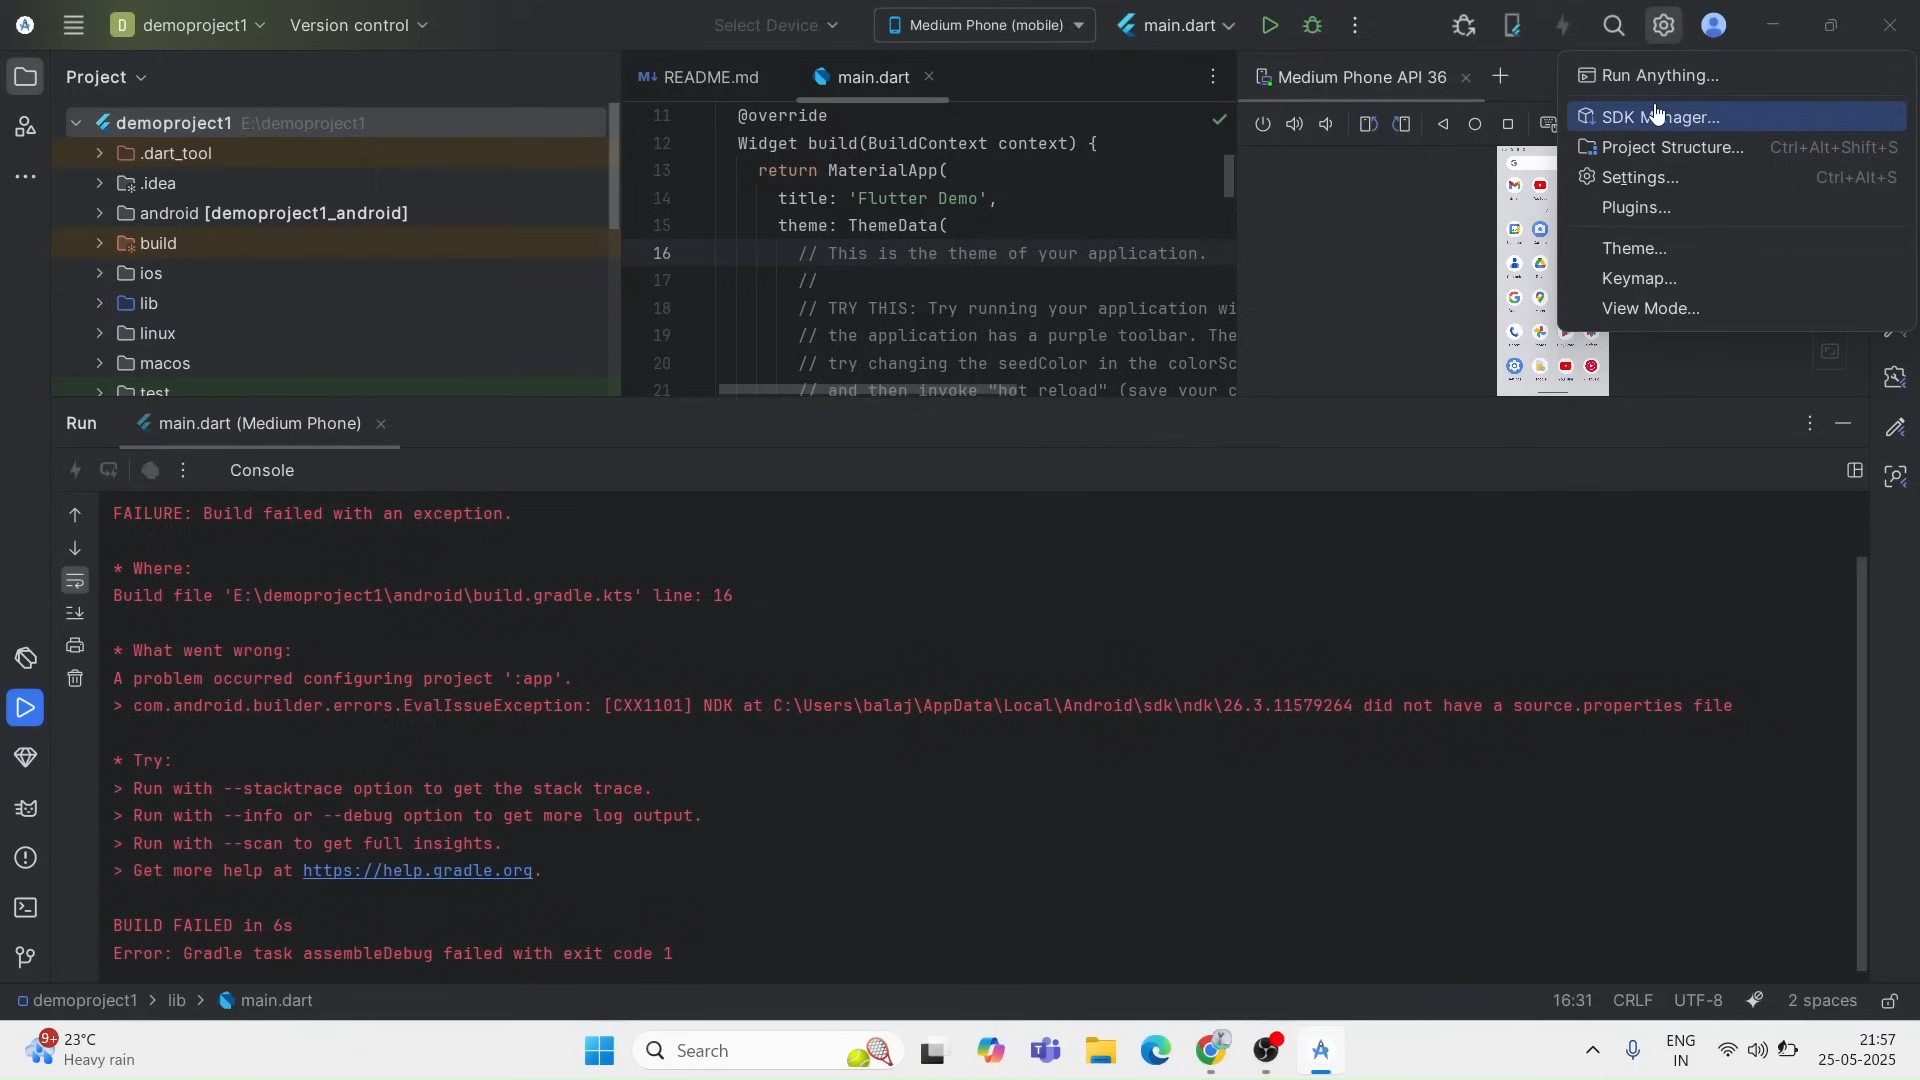 D demoproject1
Version control
Select Device
Medium Phone (mobile)
main.dart
Project
README.md
main.dart
Medium Phone API 36
Run Anything...
SDK M nager...
Project Structure... Ctrl+Alt+Shift+S
Settings... Ctrl+Alt+S
Plugins...
Theme...
Keymap...
View Mode...
demoproject1 E:\demoproject1
.dart_tool
.idea
android [demoproject1_android]
build
ios
lib
linux
macos
test
11 @override
12 Widget build(BuildContext context) {
13 return MaterialApp(
14 title: 'Flutter Demo',
15 theme: ThemeData(
16 // This is the theme of your application.
17 //
18 // TRY THIS: Try running your application wi
19 // the application has a purple toolbar. The
20 // try changing the seedColor in the colorSc
21 // and then invoke "hot reload" (save your c
Run
main.dart (Medium Phone)
Console
FAILURE: Build failed with an exception.
* Where:
Build file 'E:\demoproject1\android\build.gradle.kts' line: 16
* What went wrong:
A problem occurred configuring project ':app'.
> com.android.builder.errors.EvalIssueException: [CXX1101] NDK at C:\Users\balaj\AppData\Local\Android\sdk\ndk\26.3.11579264 did not have a source.properties file
* Try:
> Run with --stacktrace option to get the stack trace.
> Run with --info or --debug option to get more log output.
> Run with --scan to get full insights.
> Get more help at https://help.gradle.org.
BUILD FAILED in 6s
Error: Gradle task assembleDebug failed with exit code 1
demoproject1 > lib > main.dart
16:31 CRLF UTF-8 2 spaces
9+ 23°C
Heavy rain
Search
ENG
IN
21:57
25-05-2025